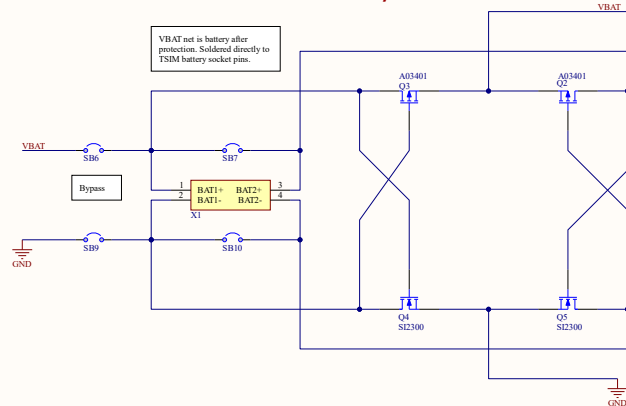 VBAT
VBAT net is battery after
protection. Soldered directly to
TSIM battery socket pins.
A03401
Q3
A03401
Q2
VBAT
SB6
SB7
Bypass
1
2
BAT1+
BAT1-
BAT2+
BAT2-
3
4
X1
GND
SB9
SB10
Q4
SI2300
Q5
SI2300
GND